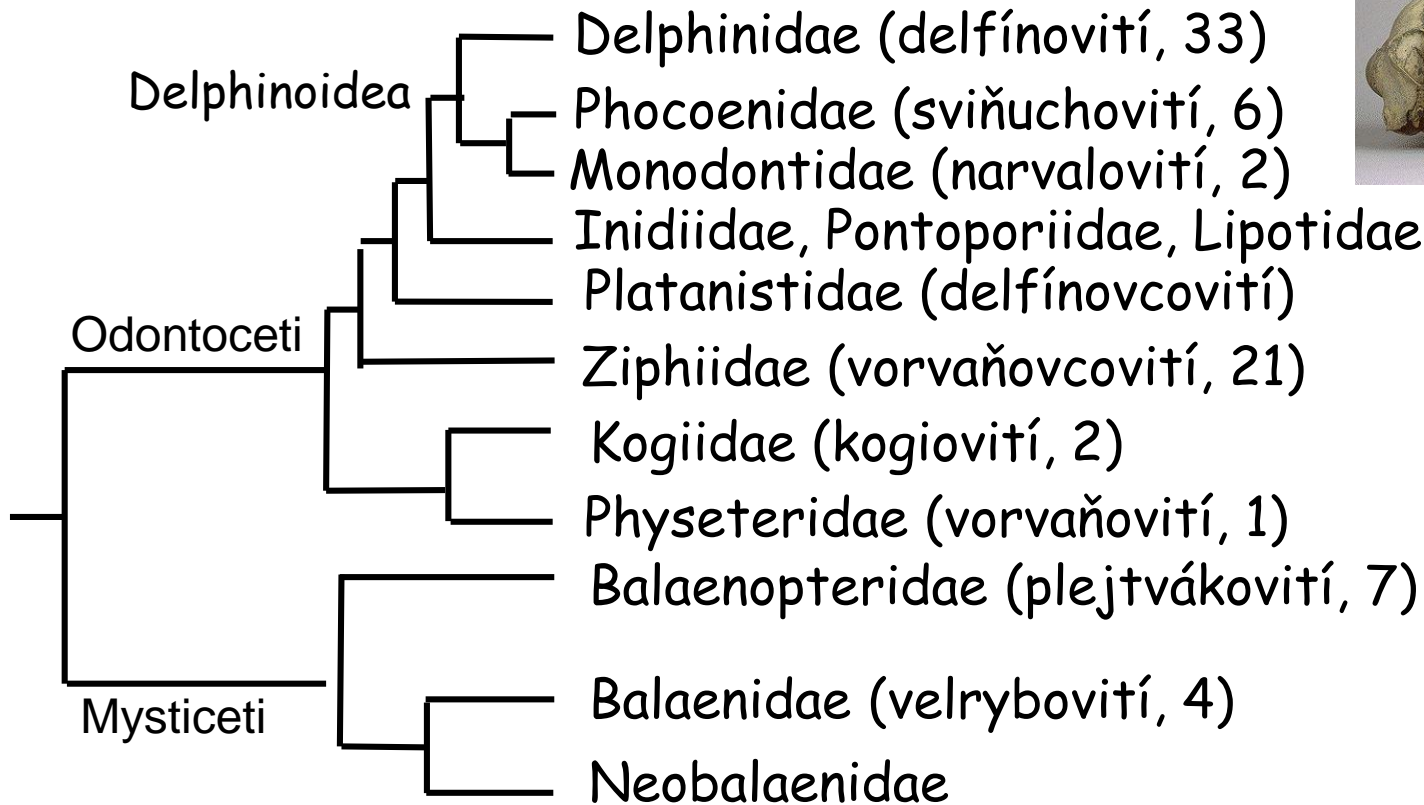 Delphinidae (delfínovití, 33)
Delphinoidea
Phocoenidae (sviňuchovití, 6)
Monodontidae (narvalovití, 2)
Inidiidae, Pontoporiidae, Lipotidae
Platanistidae (delfínovcovití)
Odontoceti
Ziphiidae (vorvaňovcovití, 21)
Kogiidae (kogiovití, 2)
Physeteridae (vorvaňovití, 1)
Balaenopteridae (plejtvákovití, 7)
Balaenidae (velrybovití, 4)
Mysticeti
Neobalaenidae